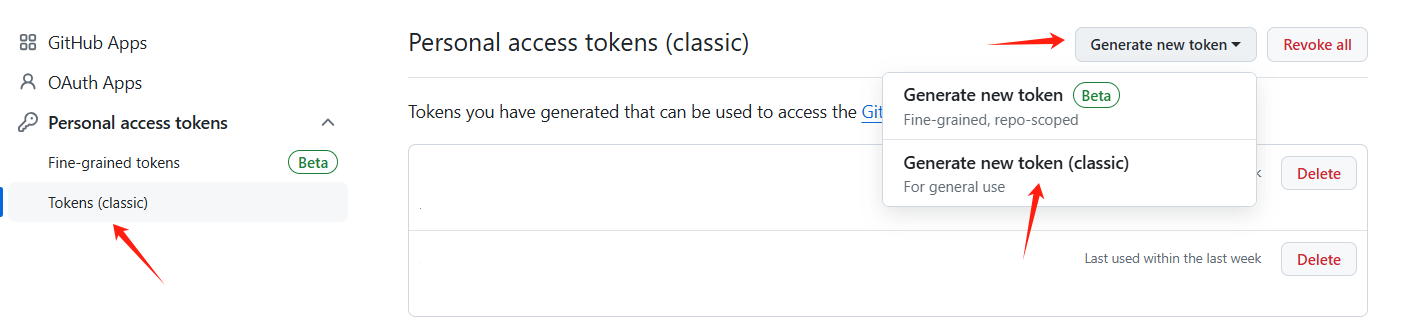 GitHub Apps
OAuth Apps
Personal access tokens
Fine-grained tokens Beta
Tokens (classic)
Personal access tokens (classic)
Generate new token
Revoke all
Tokens you have generated that can be used to access the
Generate new token Beta
Fine-grained, repo-scoped
Generate new token (classic)
For general use
Delete
Last used within the last week
Delete